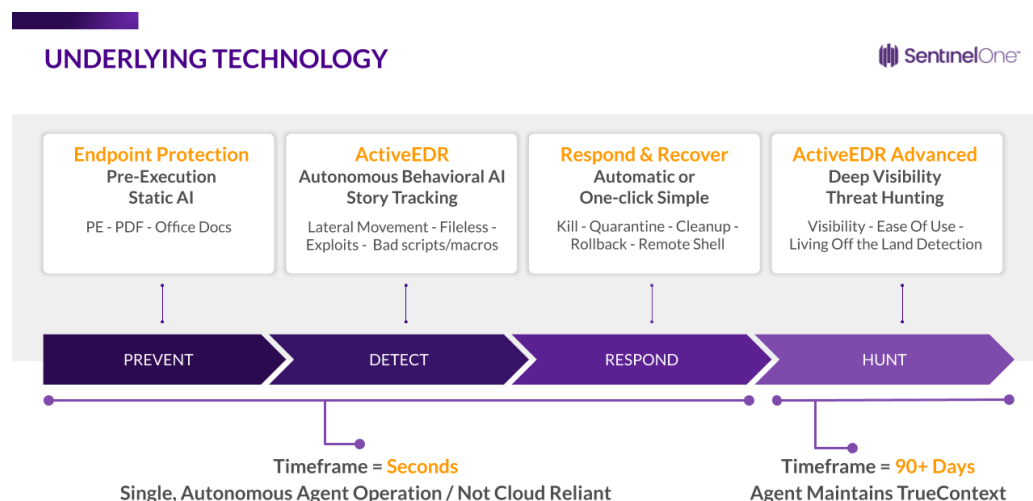 UNDERLYING TECHNOLOGY
SentinelOne
Endpoint Protection
Pre-Execution
Static AI
PE - PDF - Office Docs
ActiveEDR
Autonomous Behavioral AI
Story Tracking
Lateral Movement - Fileless -
Exploits - Bad scripts/macros
Respond & Recover
Automatic or
One-click Simple
Kill - Quarantine - Cleanup -
Rollback - Remote Shell
ActiveEDR Advanced
Deep Visibility
Threat Hunting
Visibility - Ease Of Use -
Living Off the Land Detection
PREVENT
DETECT
RESPOND
HUNT
Timeframe = Seconds
Single, Autonomous Agent Operation / Not Cloud Reliant
Timeframe = 90+ Days
Agent Maintains TrueContext